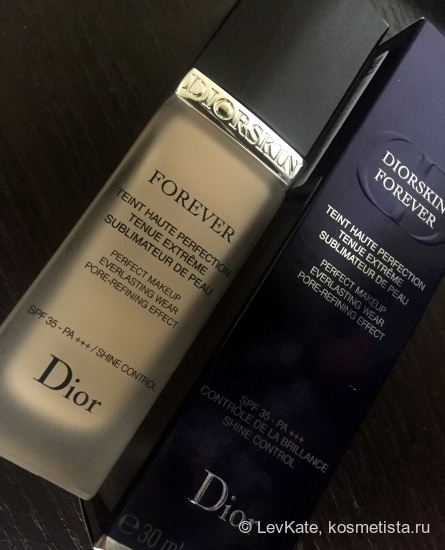 DIORSKIN
FOREVER
TEINT HAUTE PERFECTION
TENUE EXTRÊME
SUBLIMATEUR DE PEAU
PERFECT MAKEUP
EVERLASTING WEAR
PORE-REFINING EFFECT
SPF 35 - PA +++ / SHINE CONTROL
Dior
DIORSKIN
FOREVER
TEINT HAUTE PERFECTION
TENUE EXTRÊME
SUBLIMATEUR DE PEAU
PERFECT MAKEUP
EVERLASTING WEAR
PORE-REFINING EFFECT
SPF 35 - PA +++
CONTRÔLE DE LA BRILLANCE
SHINE CONTROL
Dior
℮ 30 ml
© LevKate, kosmetista.ru